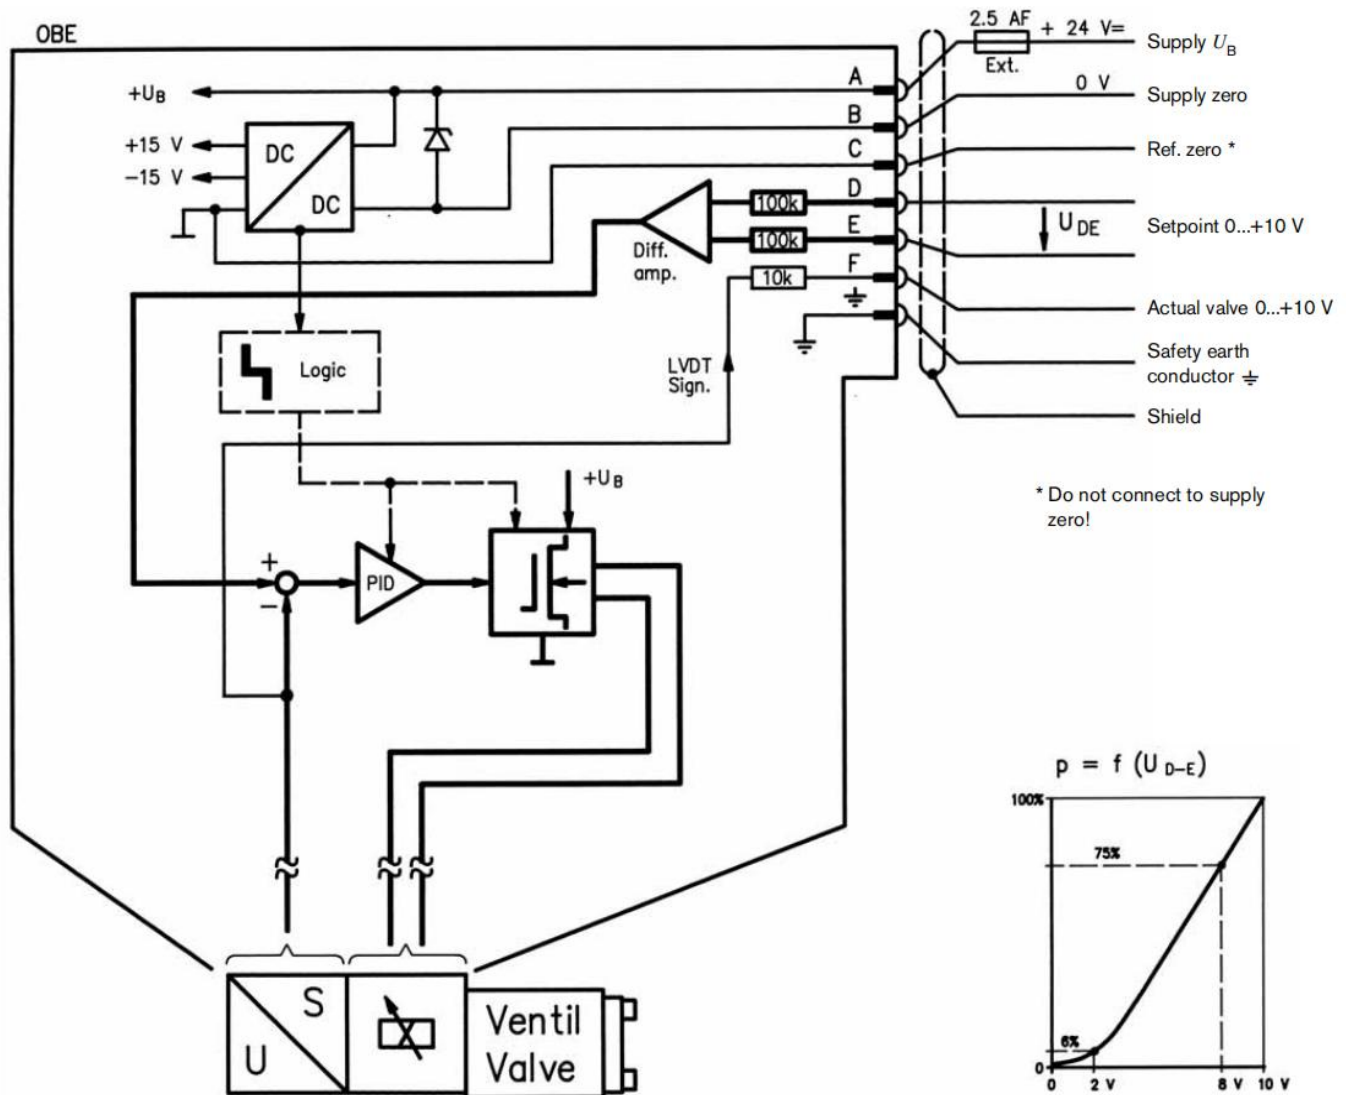 OBE
2.5 AF
+ 24 V=
Ext.
Supply U_B
0 V
Supply zero
Ref. zero *
U DE
Setpoint 0...+10 V
Actual valve 0...+10 V
Safety earth
conductor ⏚
Shield
* Do not connect to supply
zero!
A
B
C
D
E
F
+U_B
+15 V
−15 V
DC
DC
100k
100k
10k
Diff.
amp.
Logic
LVDT
Sign.
+U_B
+
−
PID
S
U
Ventil
Valve
p = f (U D–E)
100%
75%
6%
0
0
2 V
8 V
10 V